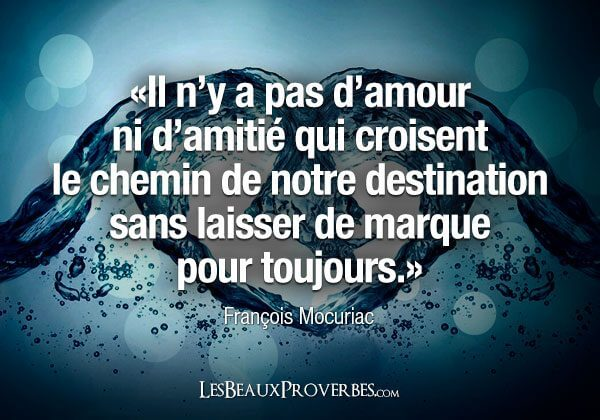 «Il n’y a pas d’amour
ni d’amitié qui croisent
le chemin de notre destination
sans laisser de marque
pour toujours.»
François Mocuriac
LesBeauxProverbes.com